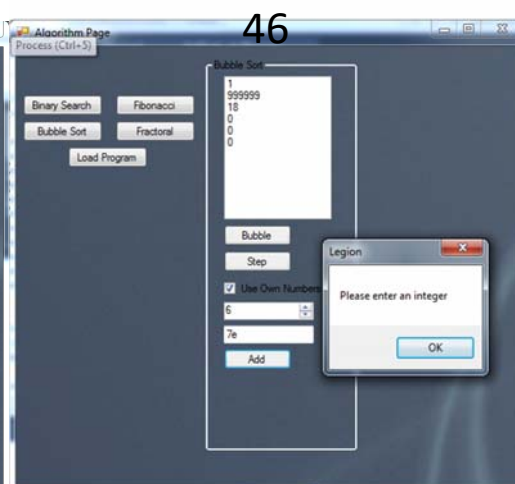 46
Algorithm Page
Process (Ctrl+S)
Bubble Sort
1
999999
18
0
0
0
Binary Search
Fibonacci
Bubble Sort
Fractoral
Load Program
Bubble
Step
Use Own Numbers
6
7e
Add
Legion
Please enter an integer
OK